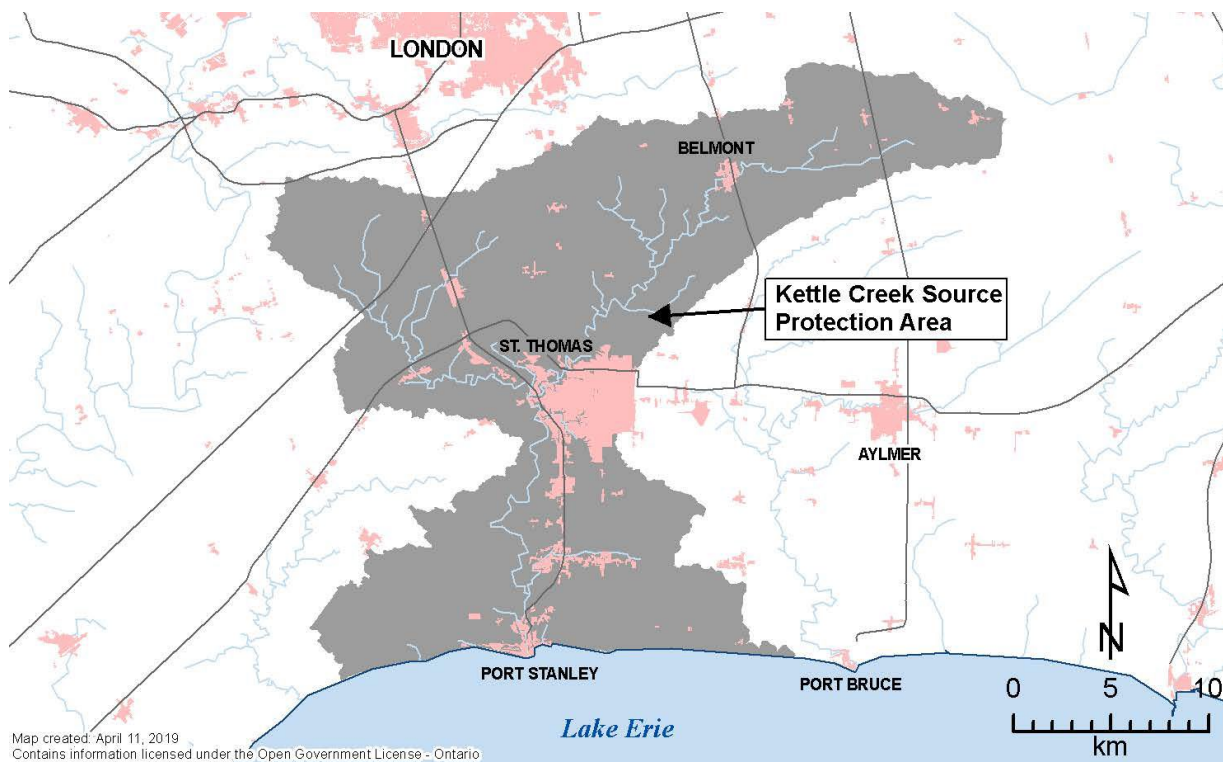 LONDON
BELMONT
Kettle Creek Source
Protection Area
ST. THOMAS
AYLMER
N
PORT STANLEY
PORT BRUCE
0 5 10
km
Lake Erie
Map created: April 11, 2019
Contains information licensed under the Open Government License - Ontario